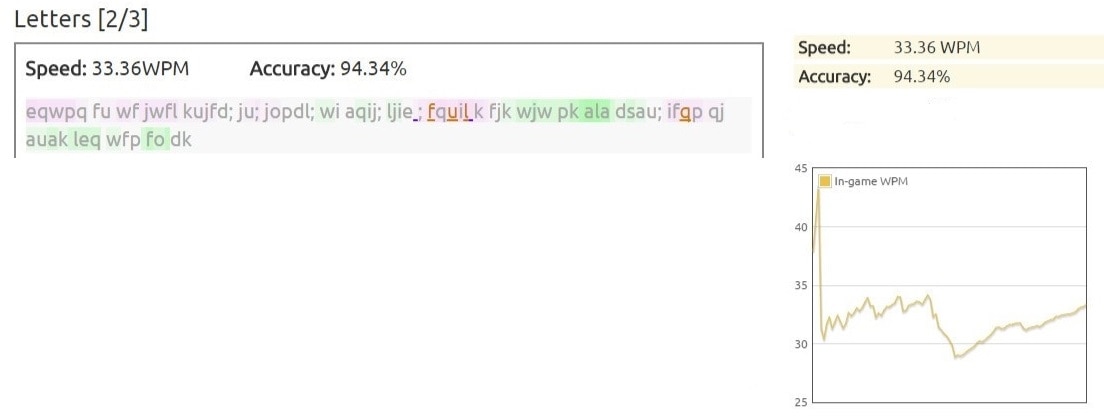 Letters [2/3]
Speed: 33.36WPM Accuracy: 94.34%
eqwpq fu wf jwfl kujfd; ju; jopdl; wi aqij; ljie ; fquil k fjk wjw pk ala dsau; ifqp qj
auak leq wfp fo dk
Speed: 33.36 WPM
Accuracy: 94.34%
In-game WPM
45
40
35
30
25